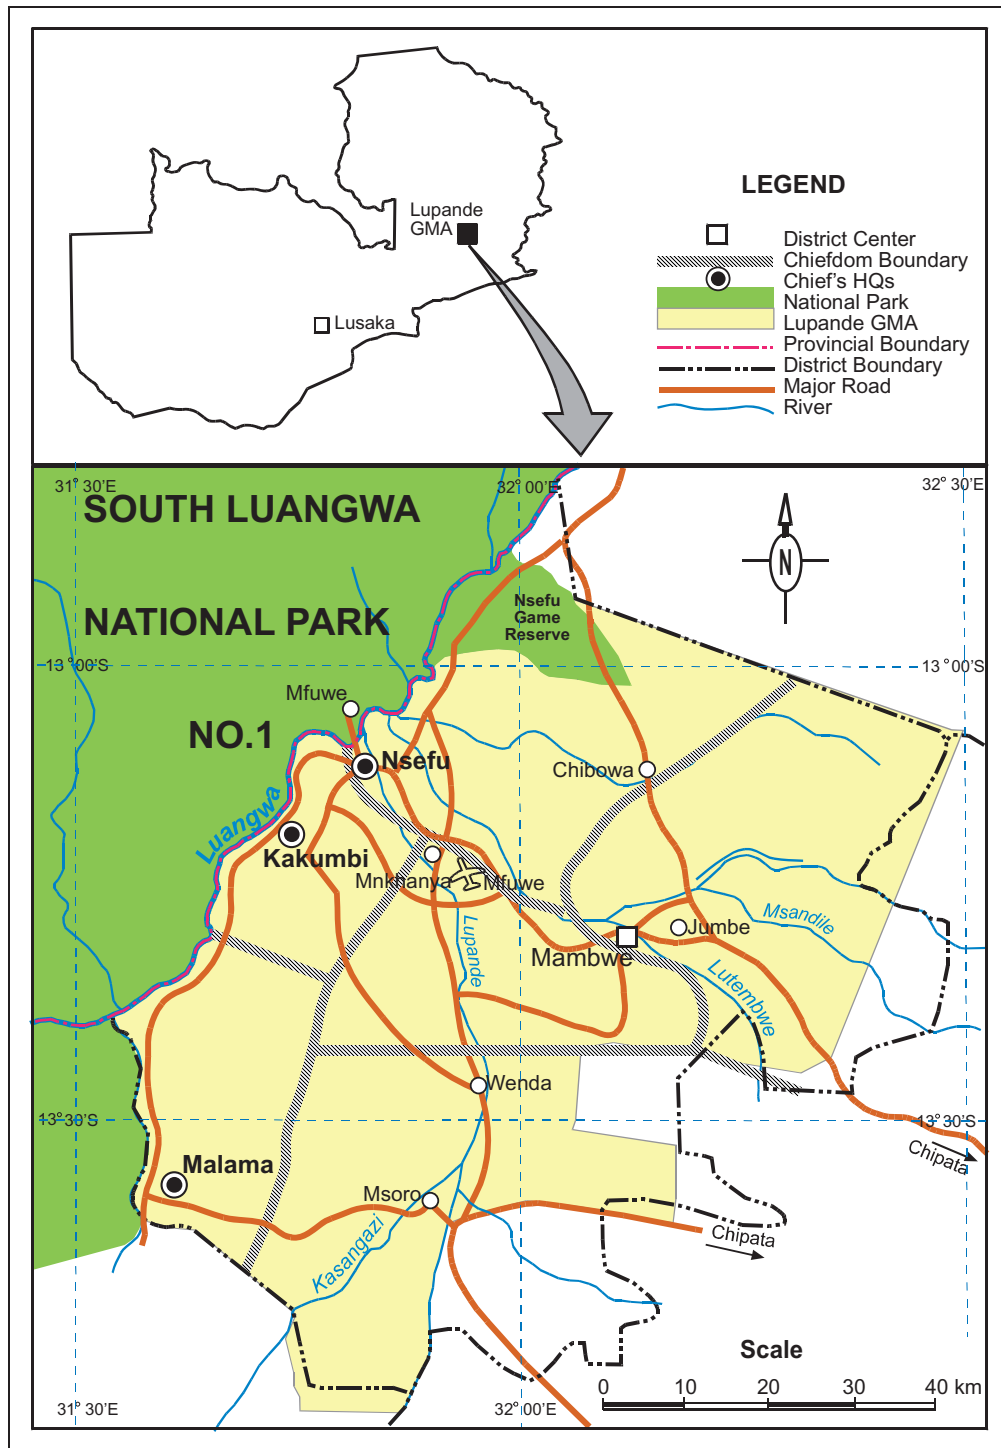 Lupande
GMA
Lusaka
LEGEND
District Center
Chiefdom Boundary
Chief's HQs
National Park
Lupande GMA
Provincial Boundary
District Boundary
Major Road
River
31° 30'E
32° 00'E
32° 30'E
SOUTH LUANGWA
NATIONAL PARK
NO.1
N
Nsefu
Game
Reserve
13°00'S
13°00'S
Mfuwe
Nsefu
Chibowa
Luangwa
Kakumbi
Mnkhanya
Mfuwe
Lupande
Msandile
Jumbe
Mambwe
Lutembwe
Wenda
13°30'S
13°30'S
Chipata
Malama
Msoro
Kasangazi
Chipata
Scale
0 10 20 30 40 km
31° 30'E
32° 00'E